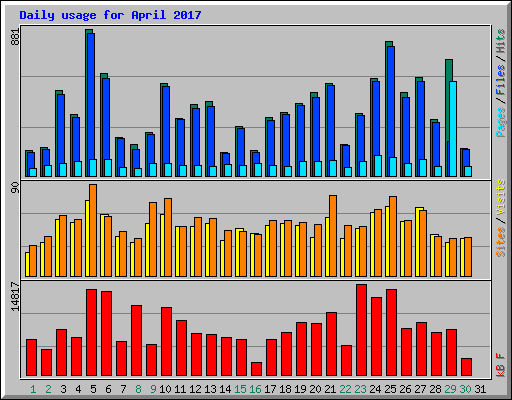 Daily usage for April 2017
881
Pages / Files / Hits
90
Sites / Visits
14817
kB F
1 2 3 4 5 6 7 8 9 10 11 12 13 14 15 16 17 18 19 20 21 22 23 24 25 26 27 28 29 30 31